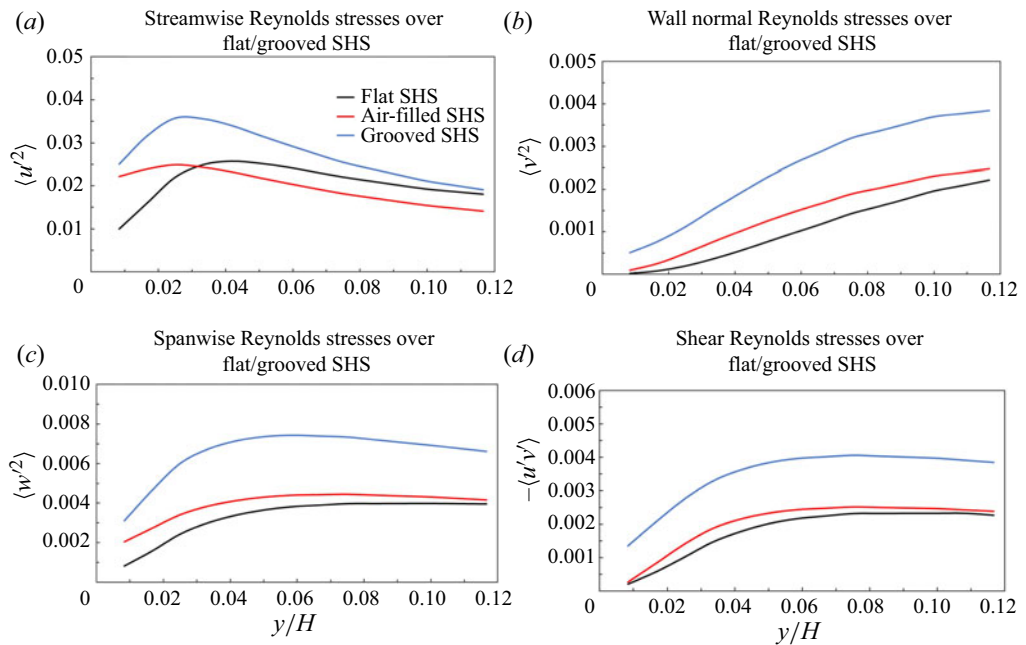 (a)
Streamwise Reynolds stresses over
flat/grooved SHS
0.05
0.04
0.03
0.02
0.01
0
0.02
0.04
0.06
0.08
0.10
0.12
⟨u′²⟩
Flat SHS
Air-filled SHS
Grooved SHS
(b)
Wall normal Reynolds stresses over
flat/grooved SHS
0.005
0.004
0.003
0.002
0.001
0
0.02
0.04
0.06
0.08
0.10
0.12
⟨v′²⟩
(c)
Spanwise Reynolds stresses over
flat/grooved SHS
0.010
0.008
0.006
0.004
0.002
0
0.02
0.04
0.06
0.08
0.10
0.12
⟨w′²⟩
y/H
(d)
Shear Reynolds stresses over
flat/grooved SHS
0.006
0.005
0.004
0.003
0.002
0.001
0
0.02
0.04
0.06
0.08
0.10
0.12
−⟨u′v′⟩
y/H